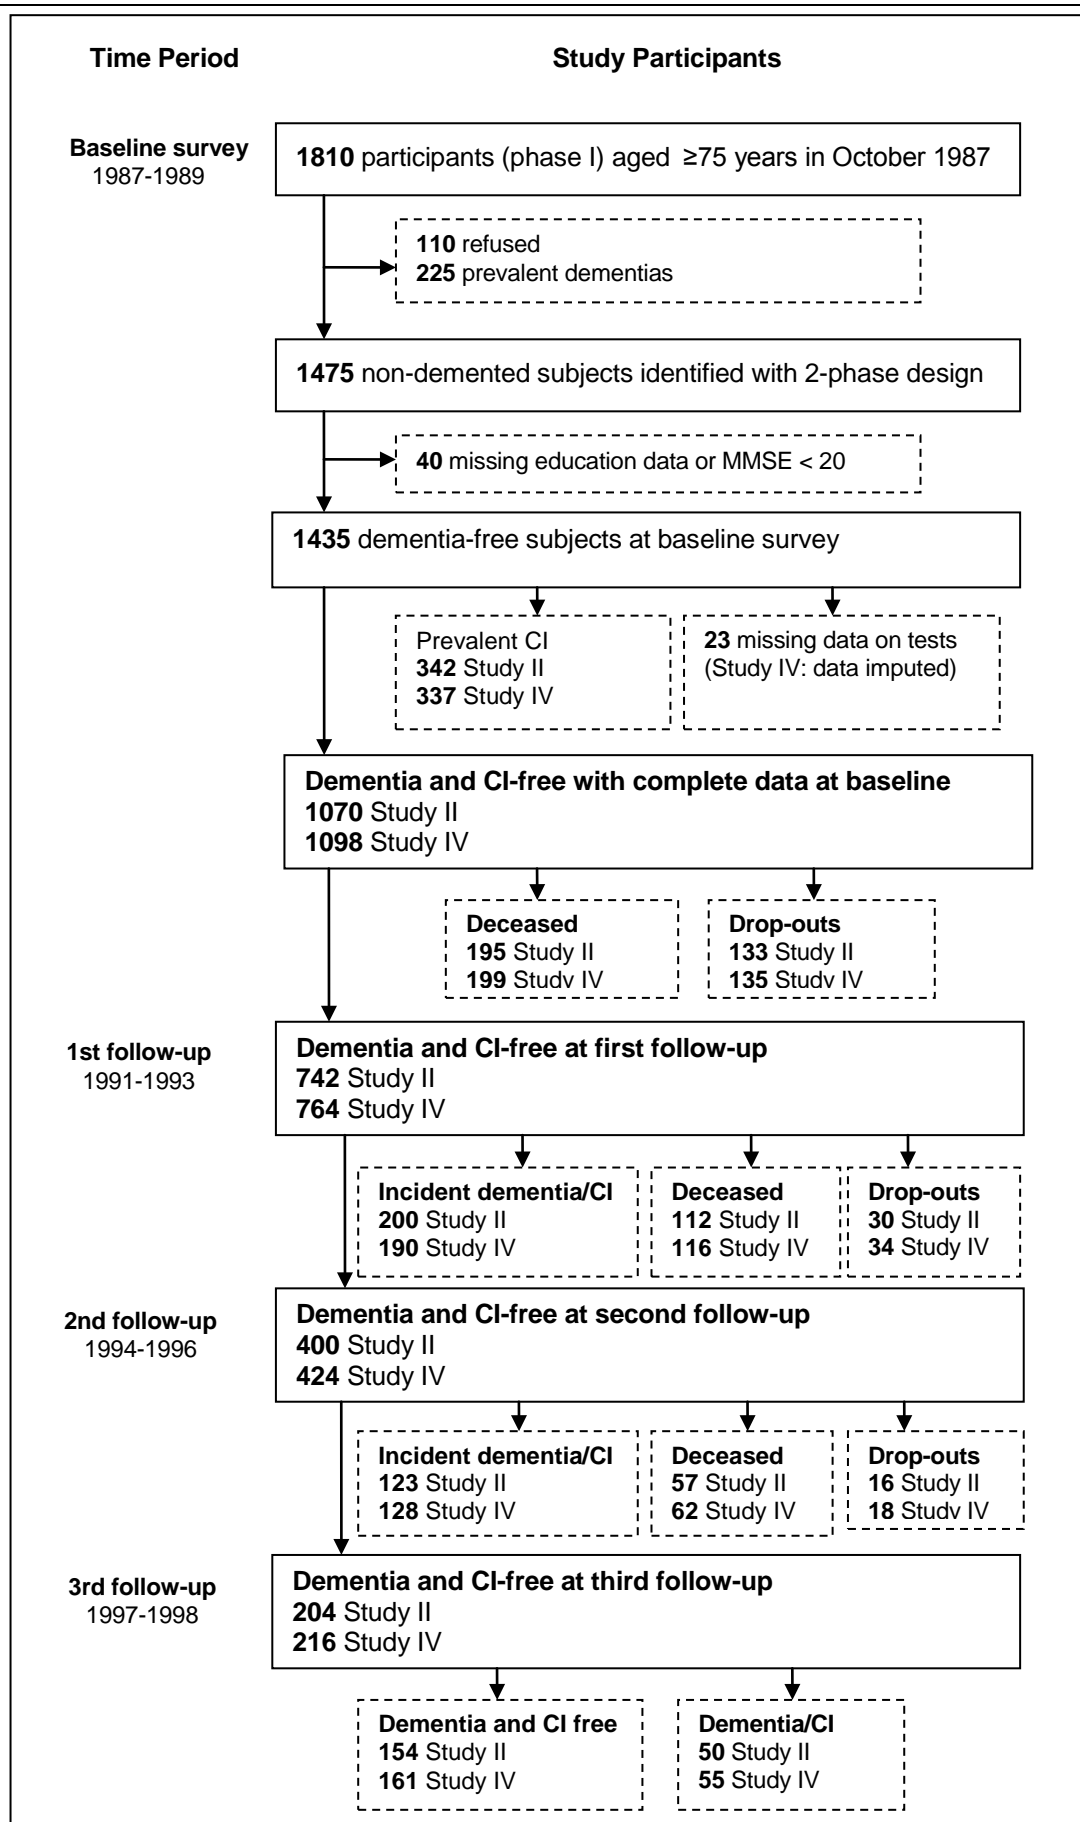 Time Period
Study Participants
Baseline survey
1987-1989
1810 participants (phase I) aged ≥75 years in October 1987
110 refused
225 prevalent dementias
1475 non-demented subjects identified with 2-phase design
40 missing education data or MMSE < 20
1435 dementia-free subjects at baseline survey
Prevalent CI
342 Study II
337 Study IV
23 missing data on tests
(Study IV: data imputed)
Dementia and CI-free with complete data at baseline
1070 Study II
1098 Study IV
Deceased
195 Study II
199 Study IV
Drop-outs
133 Study II
135 Study IV
1st follow-up
1991-1993
Dementia and CI-free at first follow-up
742 Study II
764 Study IV
Incident dementia/CI
200 Study II
190 Study IV
Deceased
112 Study II
116 Study IV
Drop-outs
30 Study II
34 Study IV
2nd follow-up
1994-1996
Dementia and CI-free at second follow-up
400 Study II
424 Study IV
Incident dementia/CI
123 Study II
128 Study IV
Deceased
57 Study II
62 Study IV
Drop-outs
16 Study II
18 Study IV
3rd follow-up
1997-1998
Dementia and CI-free at third follow-up
204 Study II
216 Study IV
Dementia and CI free
154 Study II
161 Study IV
Dementia/CI
50 Study II
55 Study IV